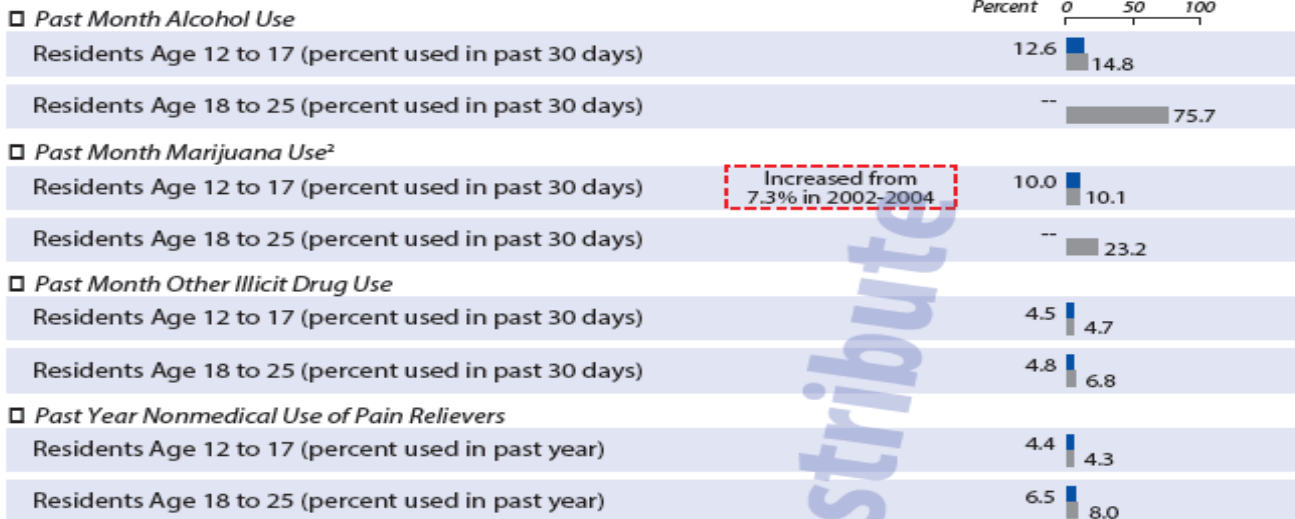 Percent 0 50 100
☐ Past Month Alcohol Use
Residents Age 12 to 17 (percent used in past 30 days) 12.6 14.8
Residents Age 18 to 25 (percent used in past 30 days) -- 75.7
☐ Past Month Marijuana Use²
Residents Age 12 to 17 (percent used in past 30 days) Increased from 10.0 10.1
7.3% in 2002-2004
Residents Age 18 to 25 (percent used in past 30 days) -- 23.2
☐ Past Month Other Illicit Drug Use
Residents Age 12 to 17 (percent used in past 30 days) 4.5 4.7
Residents Age 18 to 25 (percent used in past 30 days) 4.8 6.8
☐ Past Year Nonmedical Use of Pain Relievers
Residents Age 12 to 17 (percent used in past year) 4.4 4.3
Residents Age 18 to 25 (percent used in past year) 6.5 8.0
stribute